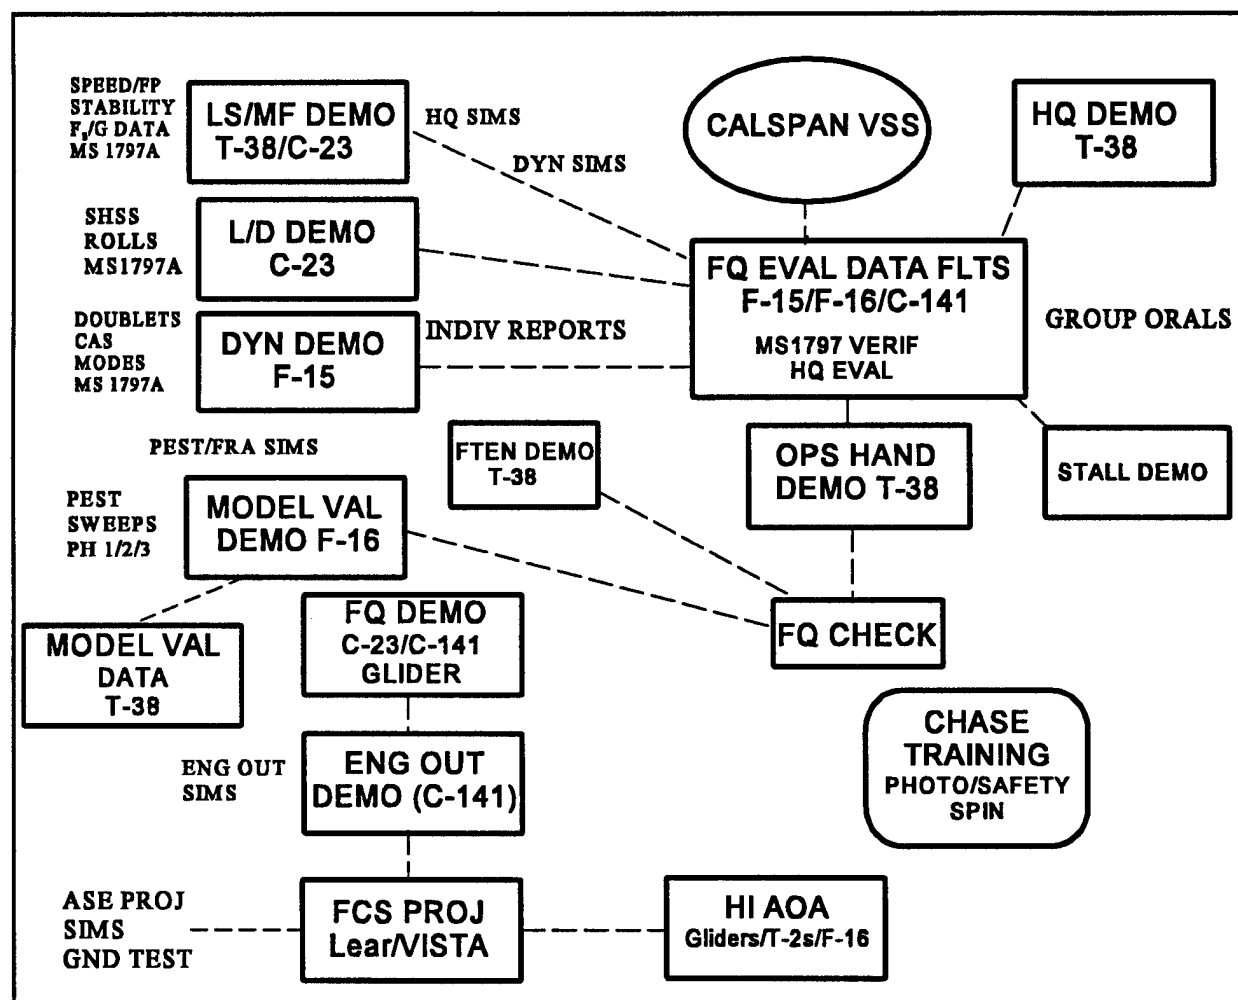 SPEED/FP
STABILITY
Fs/G DATA
MS 1797A
LS/MF DEMO
T-38/C-23
HQ SIMS
DYN SIMS
CALSPAN VSS
HQ DEMO
T-38
SHSS
ROLLS
MS1797A
L/D DEMO
C-23
FQ EVAL DATA FLTS
F-15/F-16/C-141
MS1797 VERIF
HQ EVAL
GROUP ORALS
DOUBLETS
CAS
MODES
MS 1797A
DYN DEMO
F-15
INDIV REPORTS
PEST/FRA SIMS
FTEN DEMO
T-38
OPS HAND
DEMO T-38
STALL DEMO
PEST
SWEEPS
PH 1/2/3
MODEL VAL
DEMO F-16
MODEL VAL
DATA
T-38
FQ DEMO
C-23/C-141
GLIDER
FQ CHECK
CHASE
TRAINING
PHOTO/SAFETY
SPIN
ENG OUT
SIMS
ENG OUT
DEMO (C-141)
ASE PROJ
SIMS
GND TEST
FCS PROJ
Lear/VISTA
HI AOA
Gliders/T-2s/F-16